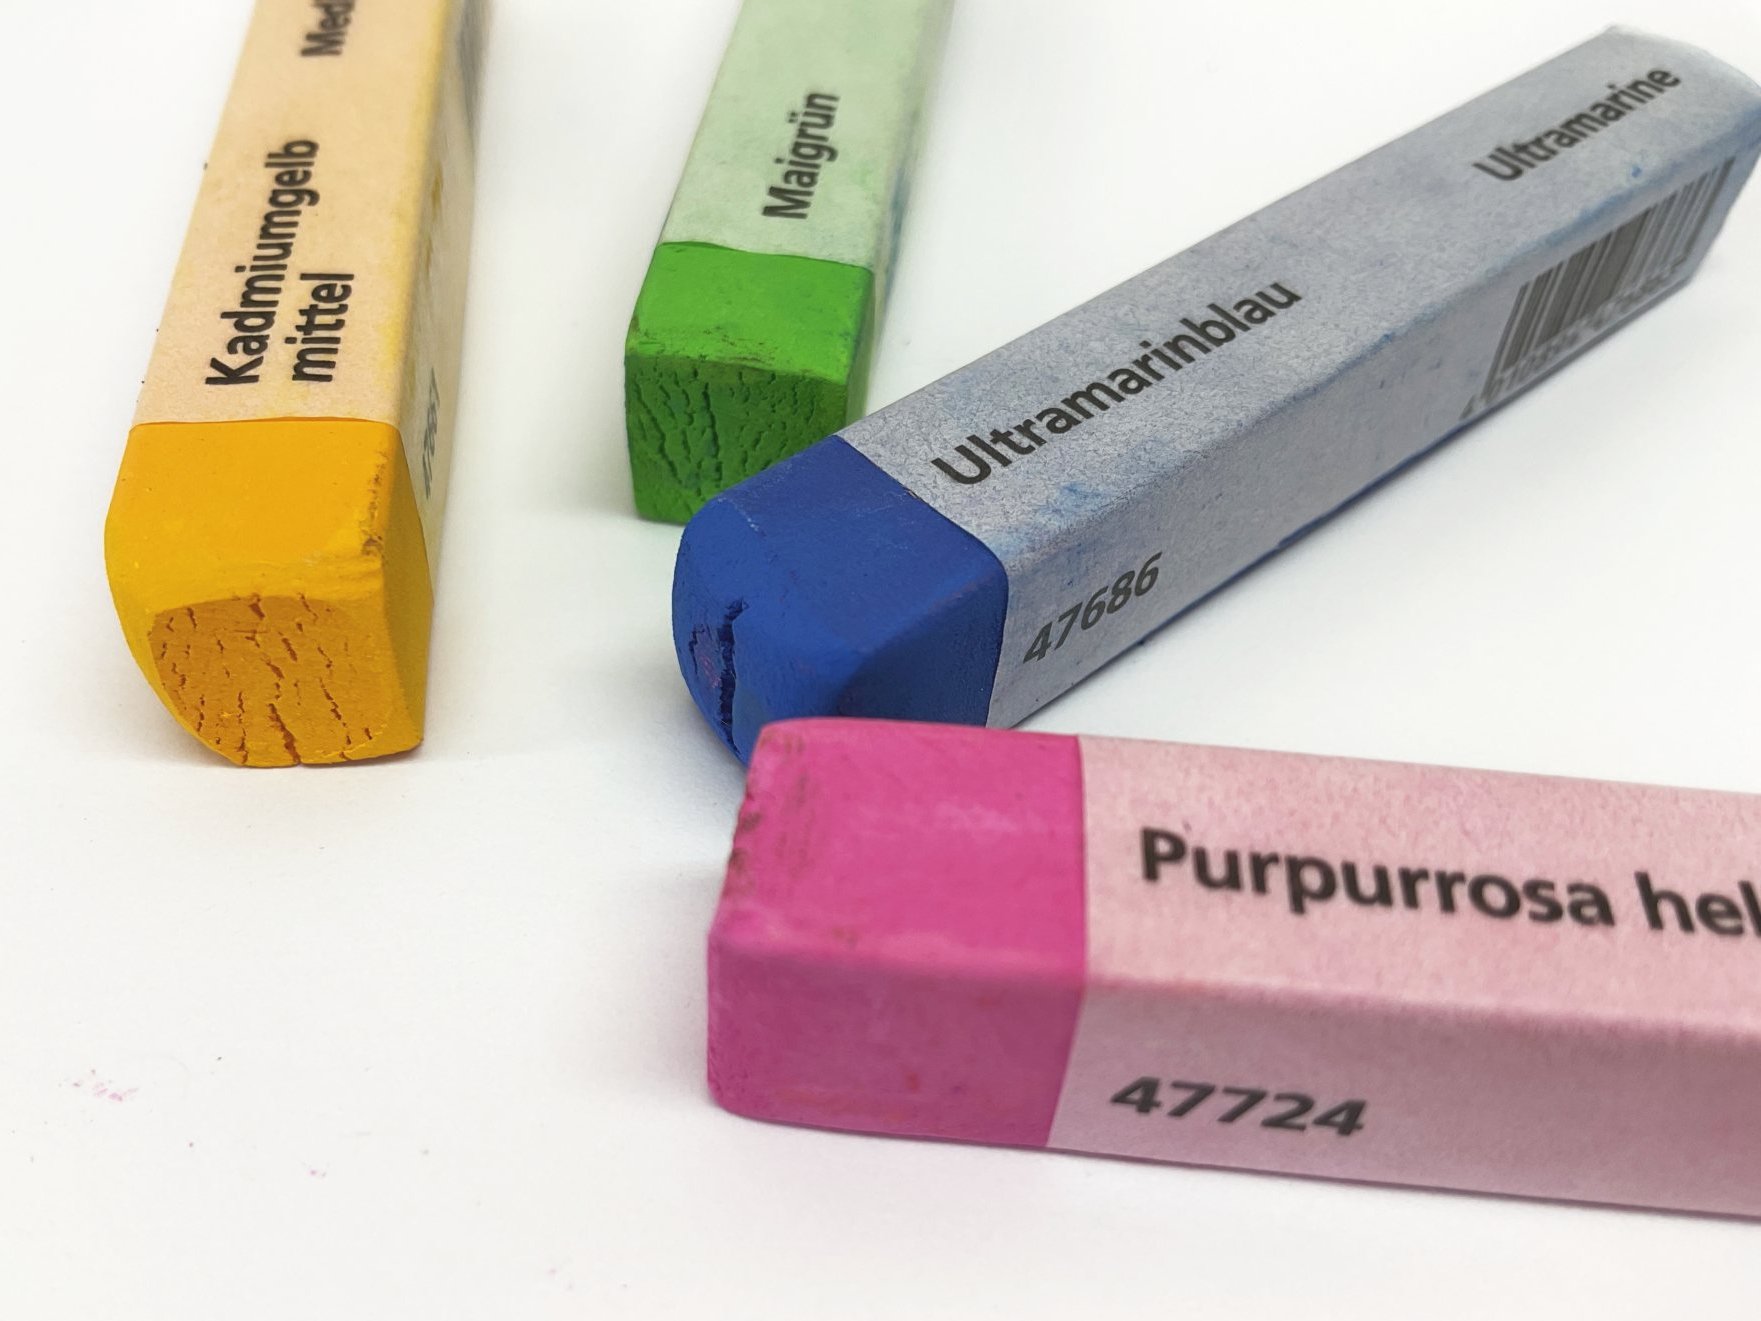 Kadmiumgelb
mittel
Med
Maigrün
Ultramarinblau
Ultramarine
47686
Purpurrosa hel
47724